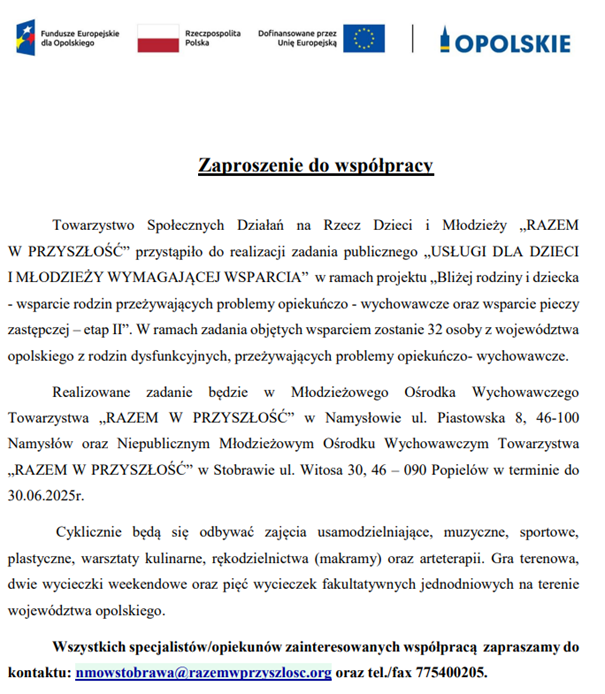 Fundusze Europejskie
dla Opolskiego
Rzeczpospolita
Polska
Dofinansowane przez
Unię Europejską
OPOLSKIE
Zaproszenie do współpracy
Towarzystwo Społecznych Działań na Rzecz Dzieci i Młodzieży „RAZEM
W PRZYSZŁOŚĆ” przystąpiło do realizacji zadania publicznego „USŁUGI DLA DZIECI
I MŁODZIEŻY WYMAGAJĄCEJ WSPARCIA” w ramach projektu „Bliżej rodziny i dziecka
- wsparcie rodzin przeżywających problemy opiekuńczo - wychowawcze oraz wsparcie pieczy
zastępczej – etap II”. W ramach zadania objętych wsparciem zostanie 32 osoby z województwa
opolskiego z rodzin dysfunkcyjnych, przeżywających problemy opiekuńczo- wychowawcze.
Realizowane zadanie będzie w Młodzieżowego Ośrodka Wychowawczego
Towarzystwa „RAZEM W PRZYSZŁOŚĆ” w Namysłowie ul. Piastowska 8, 46-100
Namysłów oraz Niepublicznym Młodzieżowym Ośrodku Wychowawczym Towarzystwa
„RAZEM W PRZYSZŁOŚĆ” w Stobrawie ul. Witosa 30, 46 – 090 Popielów w terminie do
30.06.2025r.
Cyklicznie będą się odbywać zajęcia usamodzielniające, muzyczne, sportowe,
plastyczne, warsztaty kulinarne, rękodzielnictwa (makramy) oraz arteterapii. Gra terenowa,
dwie wycieczki weekendowe oraz pięć wycieczek fakultatywnych jednodniowych na terenie
województwa opolskiego.
Wszystkich specjalistów/opiekunów zainteresowanych współpracą zapraszamy do
kontaktu: nmowstobrawa@razemwprzyszlosc.org oraz tel./fax 775400205.